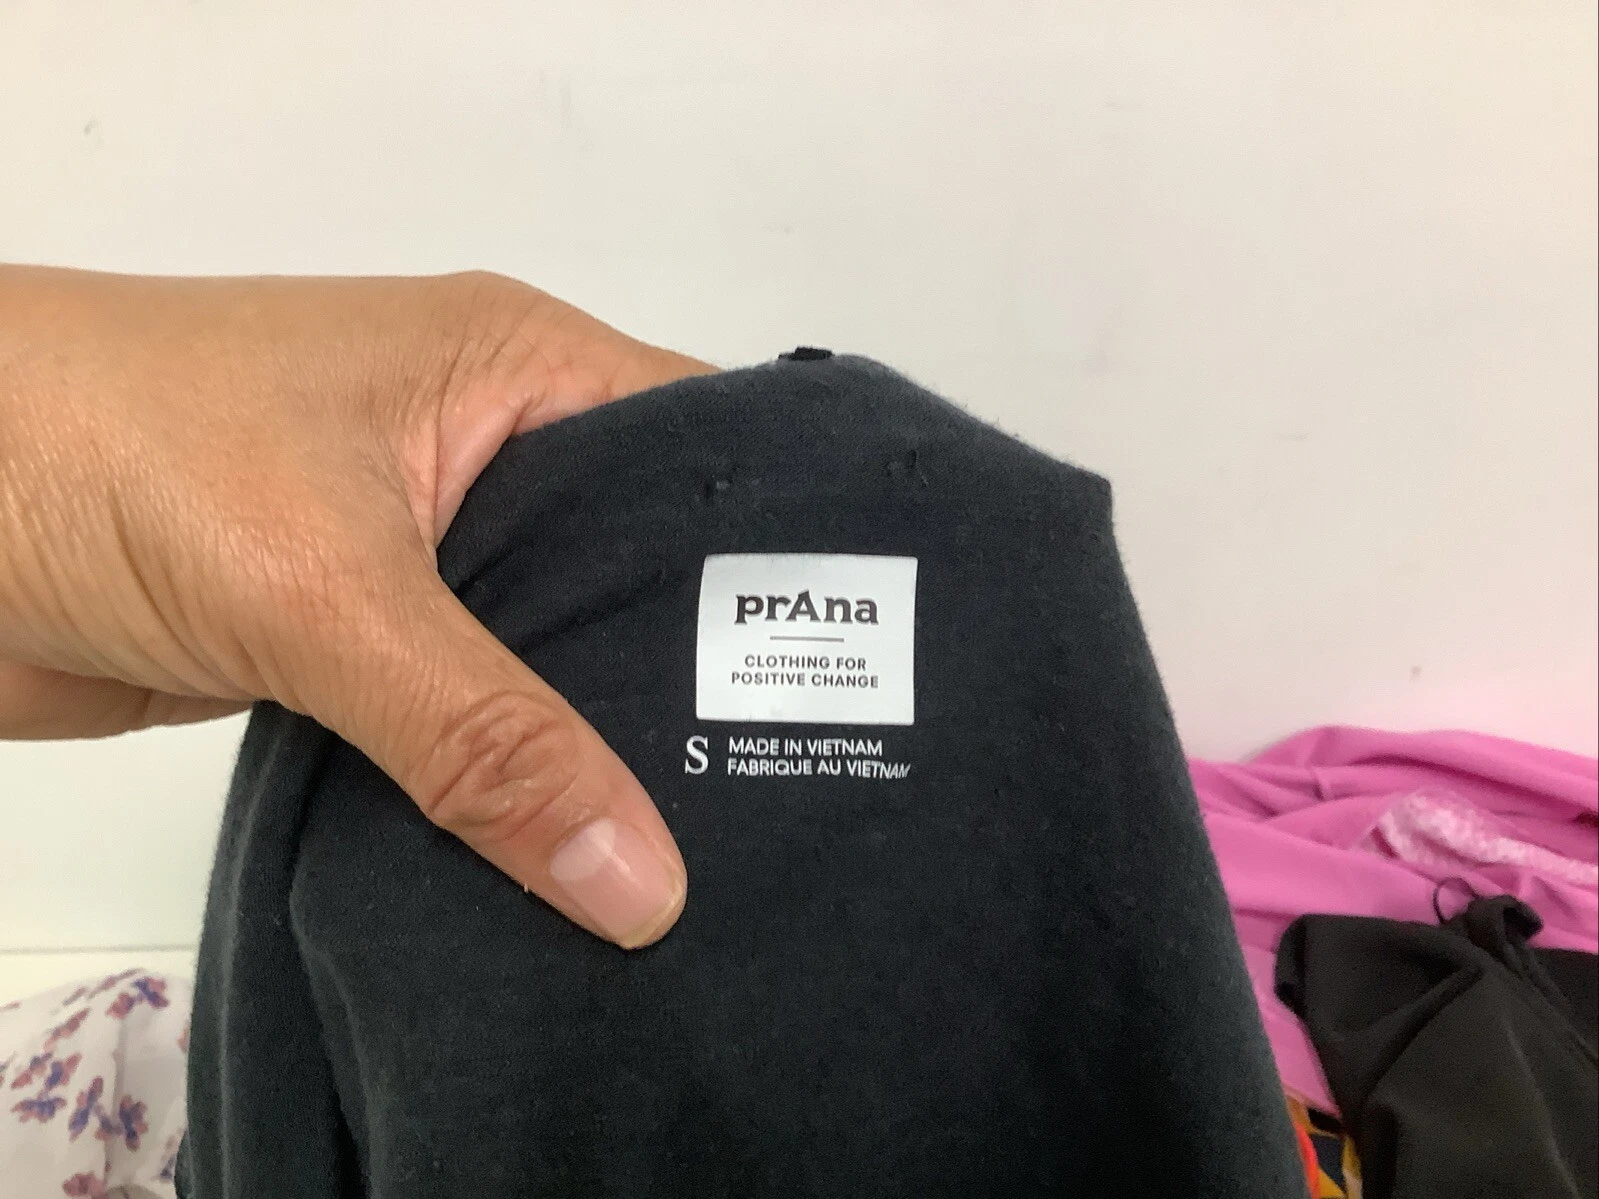 prAna
CLOTHING FOR
POSITIVE CHANGE
S MADE IN VIETNAM
FABRIQUE AU VIETNAM